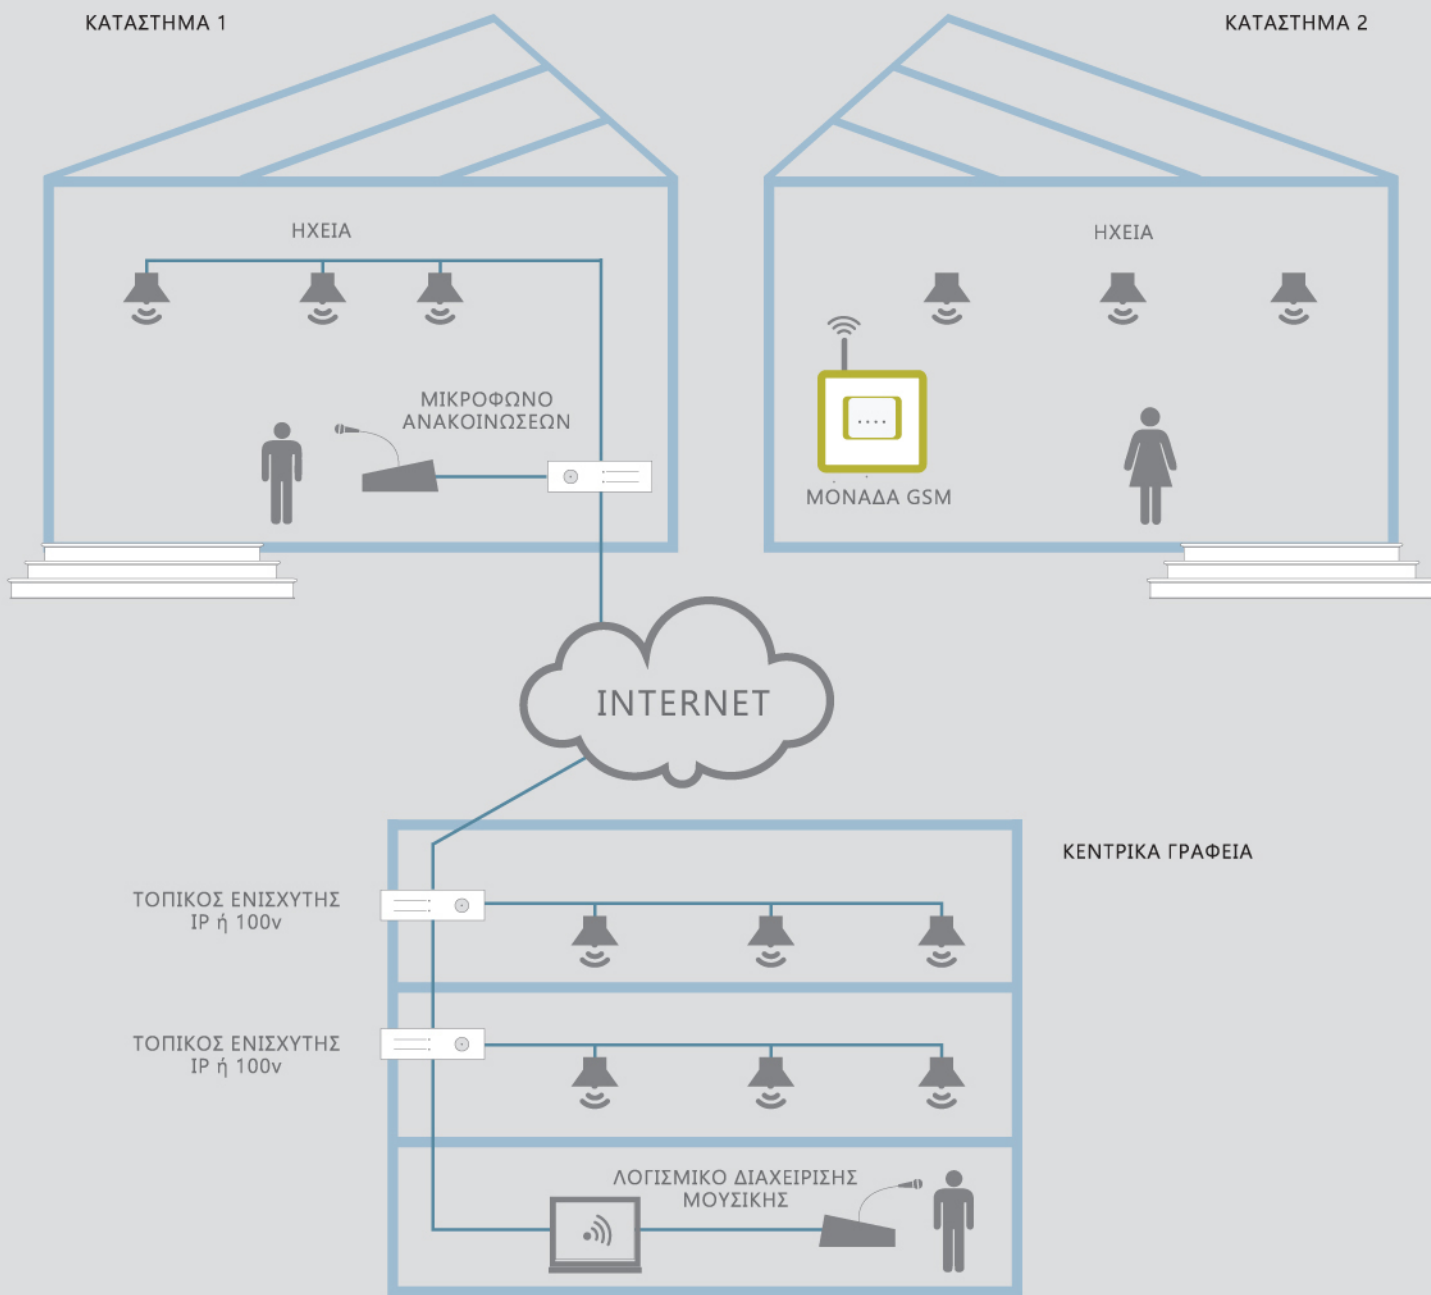 ΚΑΤΑΣΤΗΜΑ 1
ΚΑΤΑΣΤΗΜΑ 2
ΗΧΕΙΑ
ΗΧΕΙΑ
ΜΙΚΡΟΦΩΝΟ
ΑΝΑΚΟΙΝΩΣΕΩΝ
ΜΟΝΑΔΑ GSM
INTERNET
ΚΕΝΤΡΙΚΑ ΓΡΑΦΕΙΑ
ΤΟΠΙΚΟΣ ΕΝΙΣΧΥΤΗΣ
IP ή 100v
ΤΟΠΙΚΟΣ ΕΝΙΣΧΥΤΗΣ
IP ή 100v
ΛΟΓΙΣΜΙΚΟ ΔΙΑΧΕΙΡΙΣΗΣ
ΜΟΥΣΙΚΗΣ